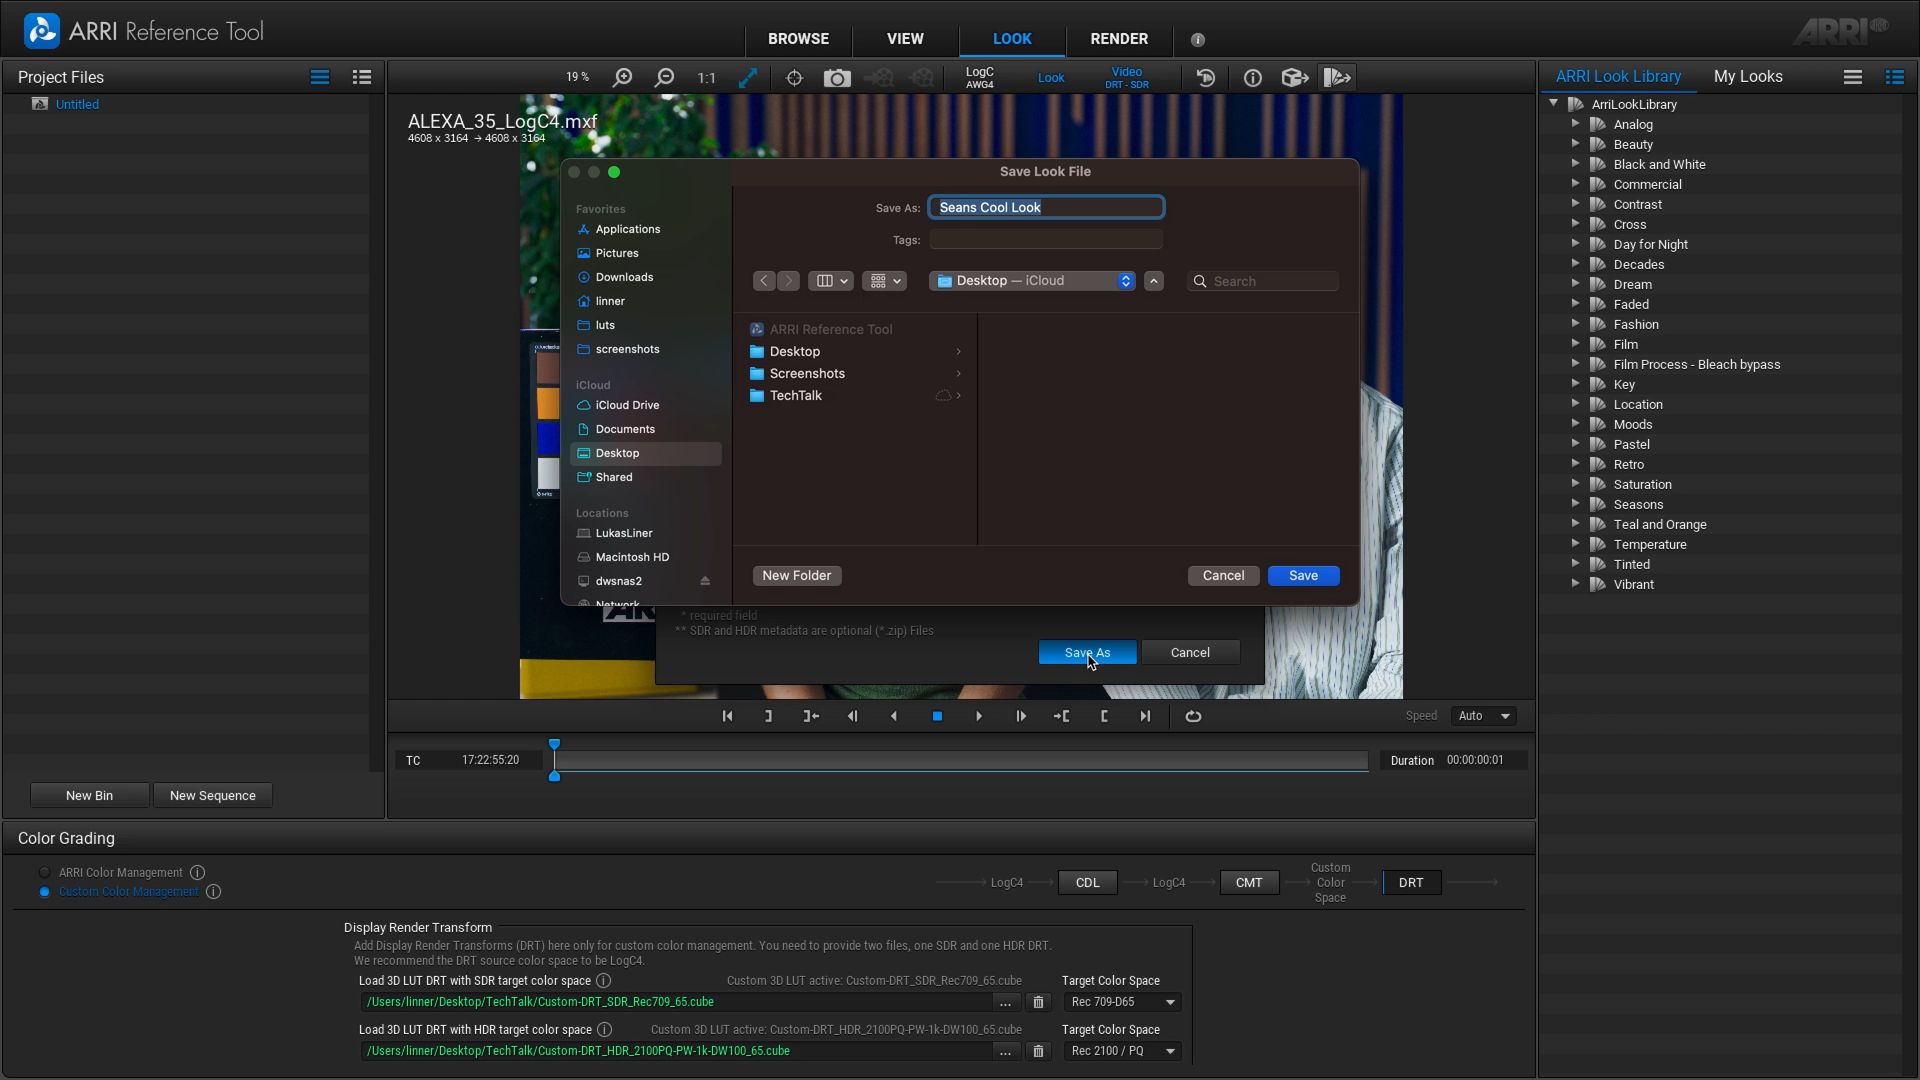 ARRI Reference Tool
BROWSE
VIEW
LOOK
RENDER
ARRI
Project Files
Untitled
19 %
1:1
LogC
AWG4
Look
Video
DRT - SDR
ARRI Look Library
My Looks
ALEXA_35_LogC4.mxf
4608 x 3164 → 4608 x 3164
Save Look File
Save As:
Seans Cool Look
Tags:
Desktop — iCloud
Search
Favorites
Applications
Pictures
Downloads
linner
luts
screenshots
iCloud
iCloud Drive
Documents
Desktop
Shared
Locations
LukasLiner
Macintosh HD
dwsnas2
Network
ARRI Reference Tool
Desktop
Screenshots
TechTalk
New Folder
Cancel
Save
* required field
** SDR and HDR metadata are optional (*.zip) Files
Save As
Cancel
ArriLookLibrary
Analog
Beauty
Black and White
Commercial
Contrast
Cross
Day for Night
Decades
Dream
Faded
Fashion
Film
Film Process - Bleach bypass
Key
Location
Moods
Pastel
Retro
Saturation
Seasons
Teal and Orange
Temperature
Tinted
Vibrant
Speed
Auto
TC
17:22:55:20
Duration
00:00:00:01
New Bin
New Sequence
Color Grading
ARRI Color Management
Custom Color Management
LogC4
CDL
LogC4
CMT
Custom
Color
Space
DRT
Display Render Transform
Add Display Render Transforms (DRT) here only for custom color management. You need to provide two files, one SDR and one HDR DRT.
We recommend the DRT source color space to be LogC4.
Load 3D LUT DRT with SDR target color space
Custom 3D LUT active: Custom-DRT_SDR_Rec709_65.cube
Target Color Space
/Users/linner/Desktop/TechTalk/Custom-DRT_SDR_Rec709_65.cube
...
Rec 709-D65
Load 3D LUT DRT with HDR target color space
Custom 3D LUT active: Custom-DRT_HDR_2100PQ-PW-1k-DW100_65.cube
Target Color Space
/Users/linner/Desktop/TechTalk/Custom-DRT_HDR_2100PQ-PW-1k-DW100_65.cube
...
Rec 2100 / PQ